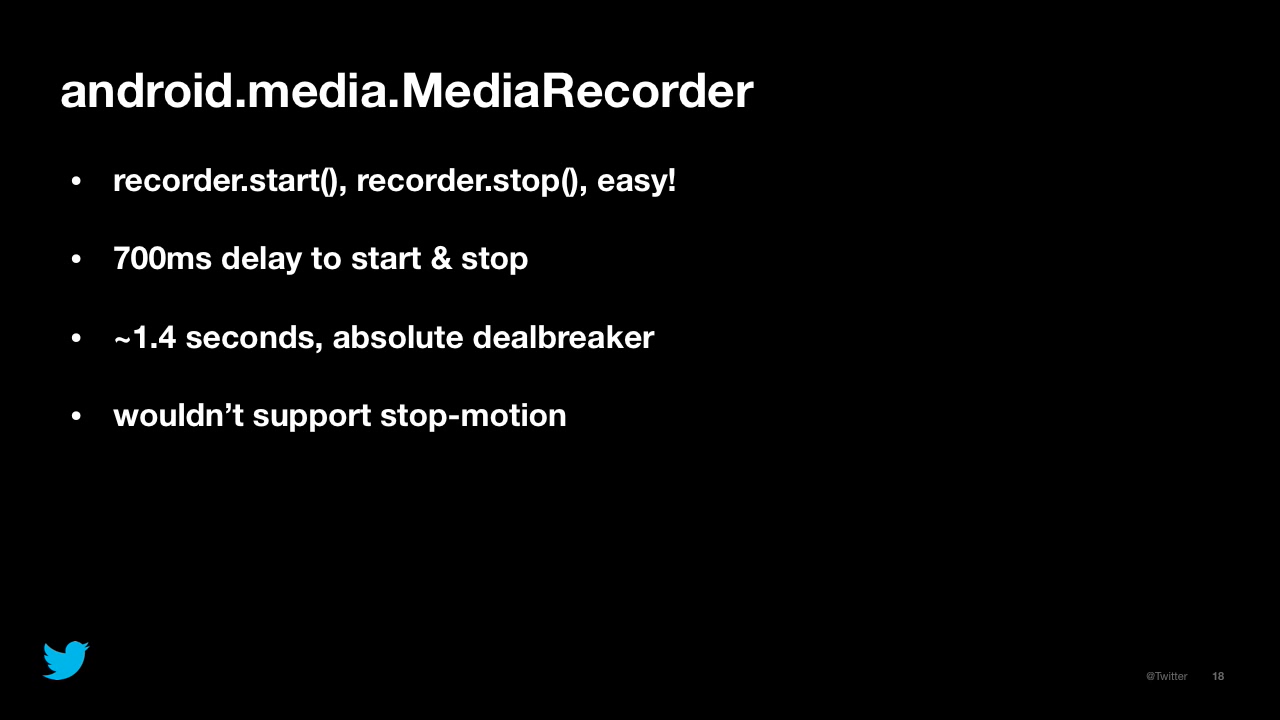 android.media.MediaRecorder
• recorder.start(), recorder.stop(), easy!
• 700ms delay to start & stop
• ~1.4 seconds, absolute dealbreaker
• wouldn’t support stop-motion
@Twitter 18